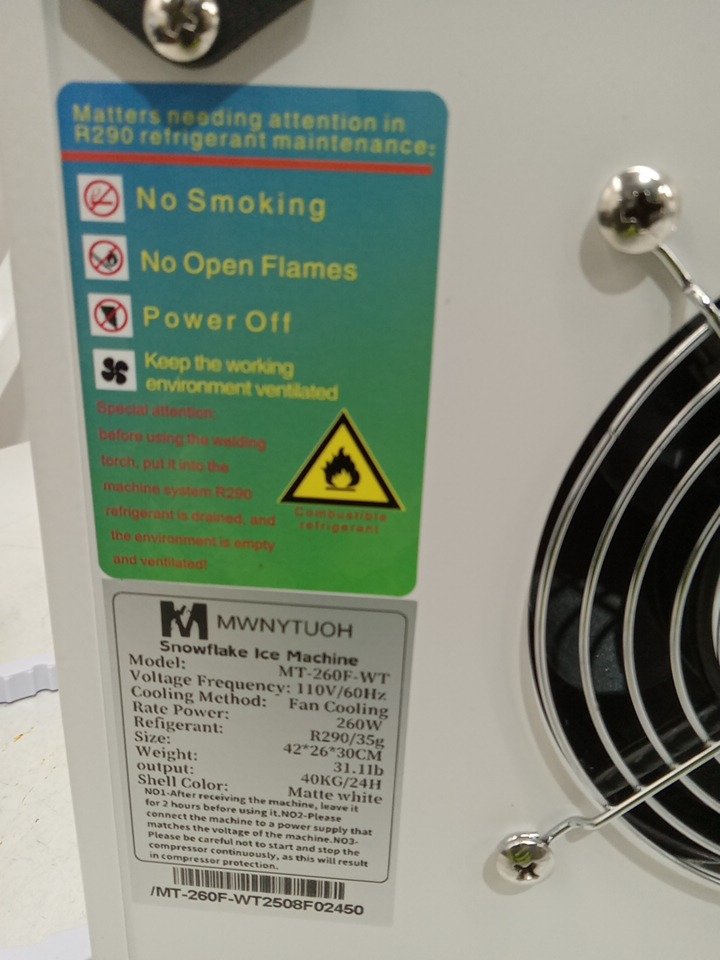 Matters needing attention in
R290 refrigerant maintenance:
No Smoking
No Open Flames
Power Off
Keep the working
environment ventilated
Special attention:
before using the welding
torch, put it into the
machine system R290
refrigerant is drained, and
the environment is empty
and ventilated!
Combustible
refrigerant
M MWNYTUOH
Snowflake Ice Machine
Model: MT-260F-WT
Voltage Frequency: 110V/60Hz
Cooling Method: Fan Cooling
Rate Power: 260W
Refigerant: R290/35g
Size: 42*26*30CM
Weight: 31.1lb
output: 40KG/24H
Shell Color: Matte white
NO1-After receiving the machine, leave it
for 2 hours before using it.NO2-Please
connect the machine to a power supply that
matches the voltage of the machine.NO3-
Please be careful not to start and stop the
compressor continuously, as this will result
in compressor protection.
/MT-260F-WT2508F02450